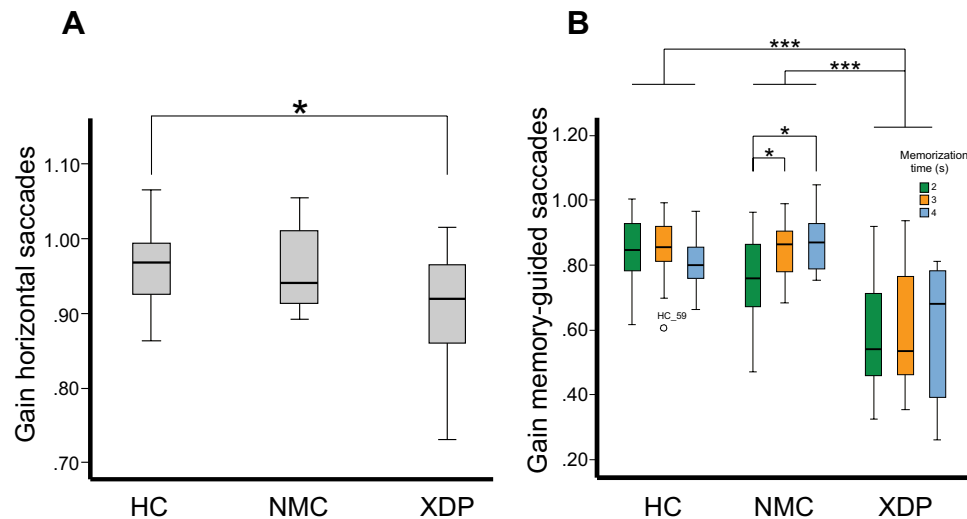 A
*
Gain horizontal saccades
1.10
1.00
.90
.80
.70
HC
NMC
XDP
B
***
***
Gain memory-guided saccades
1.20
1.00
.80
.60
.40
.20
*
*
HC_59
Memorization
time (s)
2
3
4
HC
NMC
XDP